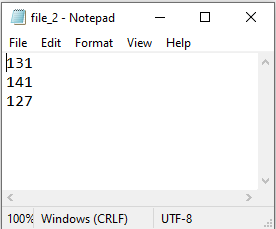 file_2 - Notepad
File Edit Format View Help
131
141
127
100% Windows (CRLF) UTF-8